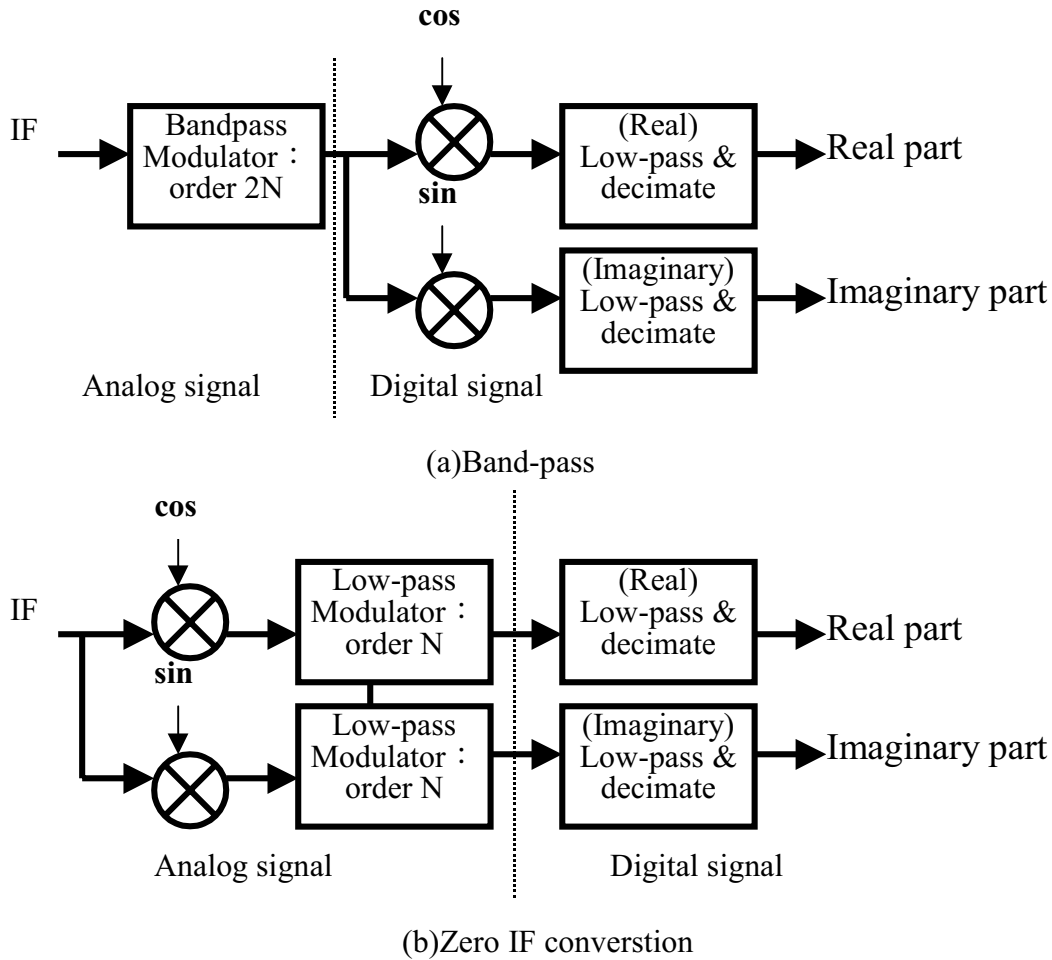 cos
IF
Bandpass
Modulator：
order 2N
(Real)
Low-pass &
decimate
Real part
sin
(Imaginary)
Low-pass &
decimate
Imaginary part
Analog signal
Digital signal
(a)Band-pass
cos
IF
Low-pass
Modulator：
order N
(Real)
Low-pass &
decimate
Real part
sin
Low-pass
Modulator：
order N
(Imaginary)
Low-pass &
decimate
Imaginary part
Analog signal
Digital signal
(b)Zero IF converstion